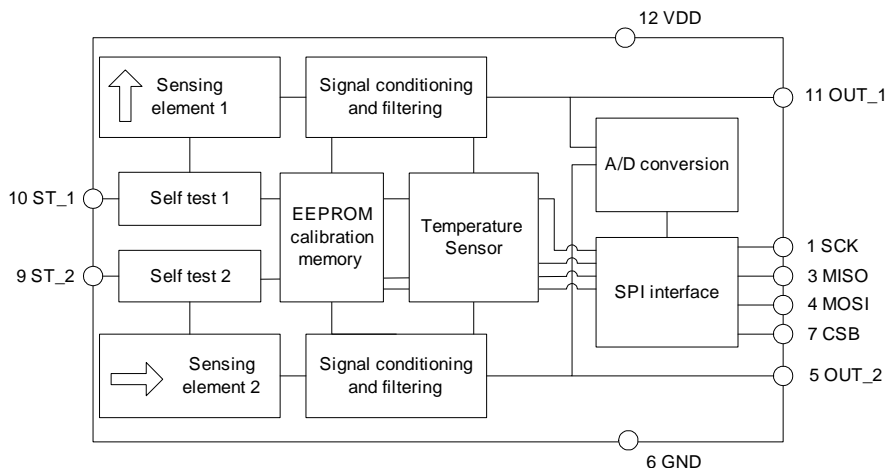 12 VDD
Sensing
element 1
Signal conditioning
and filtering
11 OUT_1
A/D conversion
10 ST_1
Self test 1
EEPROM
calibration
memory
Temperature
Sensor
9 ST_2
Self test 2
SPI interface
1 SCK
3 MISO
4 MOSI
7 CSB
Sensing
element 2
Signal conditioning
and filtering
5 OUT_2
6 GND